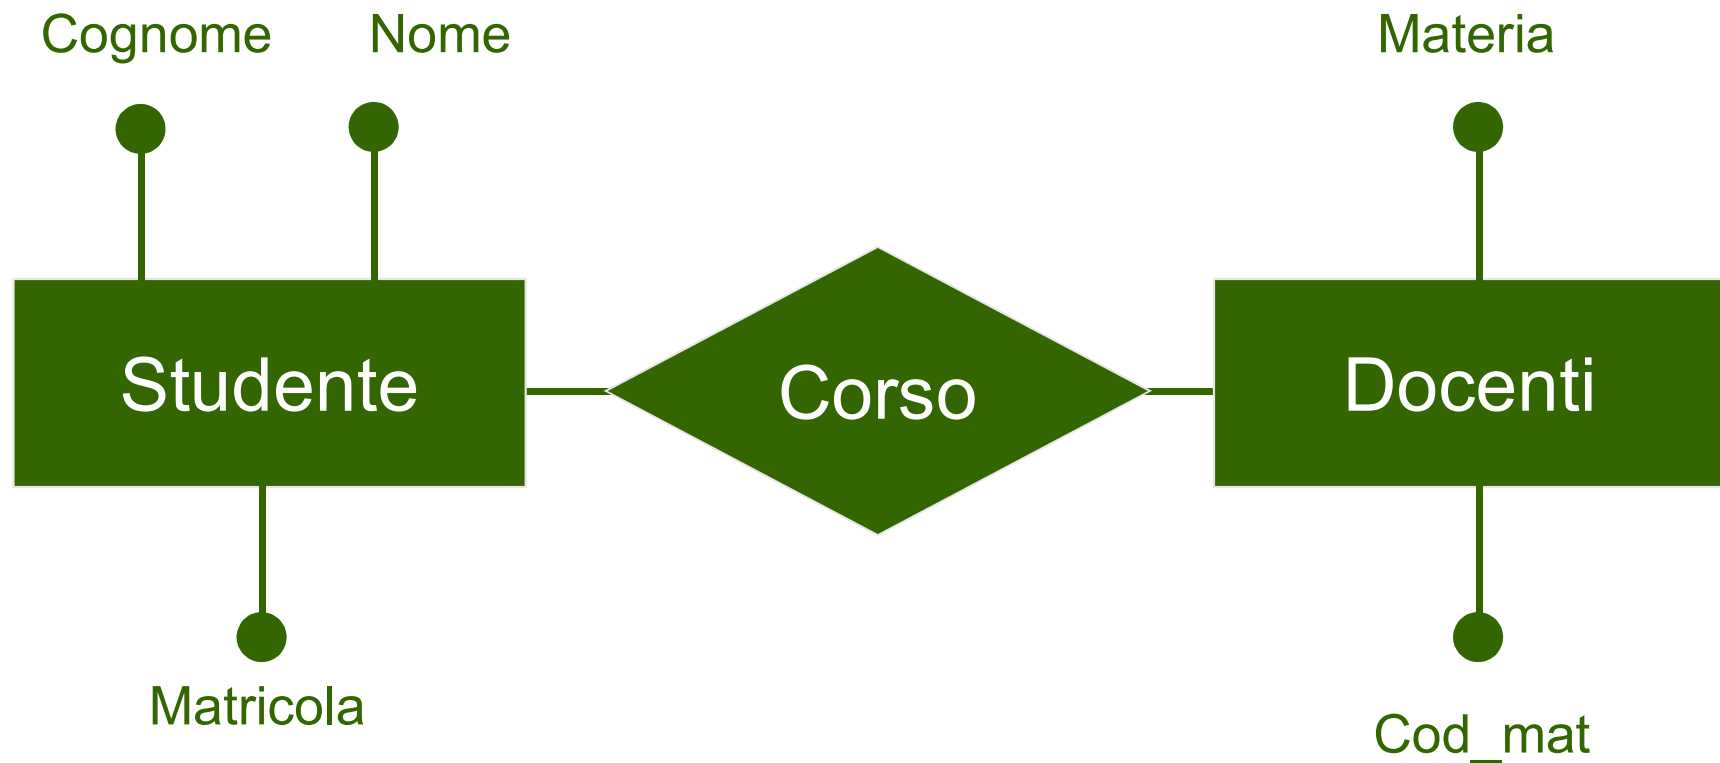 Cognome
Nome
Materia
Studente
Corso
Docenti
Matricola
Cod_mat